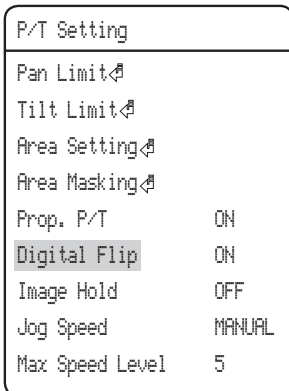 P/T Setting
Pan Limit
Tilt Limit
Area Setting
Area Masking
Prop. P/T ON
Digital Flip ON
Image Hold OFF
Jog Speed MANUAL
Max Speed Level 5